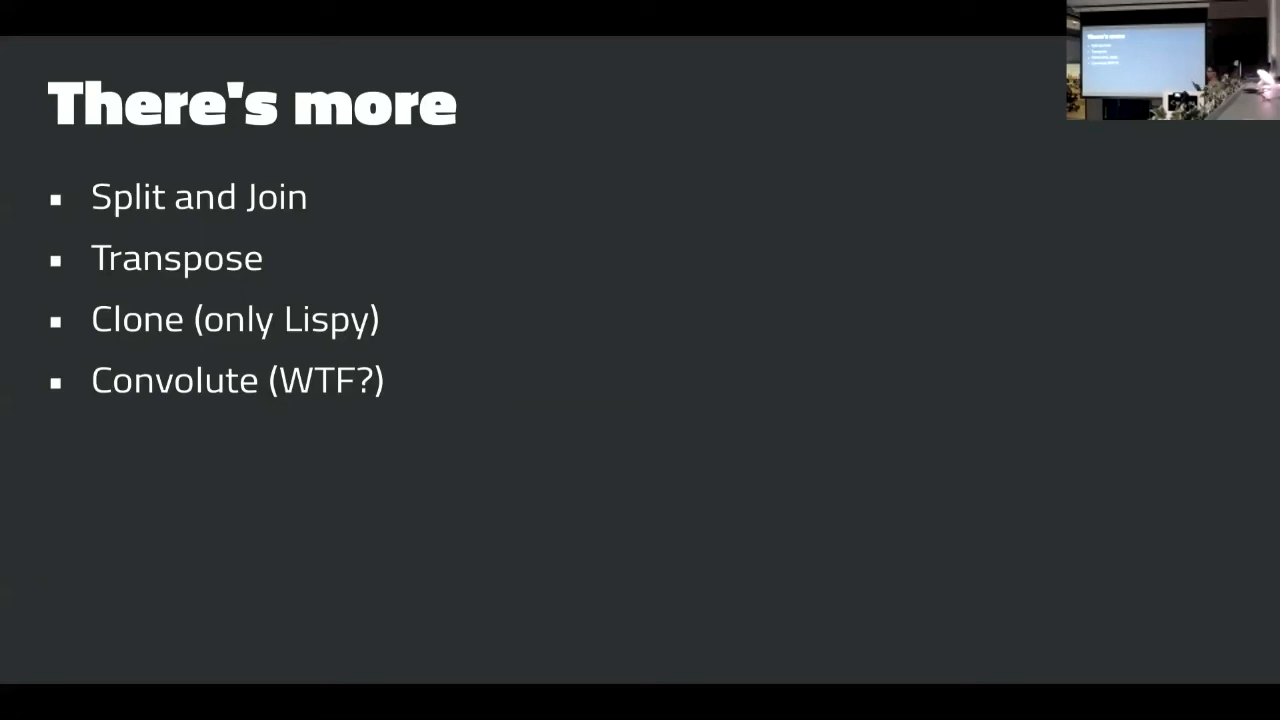 There's more
▪ Split and Join
▪ Transpose
▪ Clone (only Lispy)
▪ Convolute (WTF?)